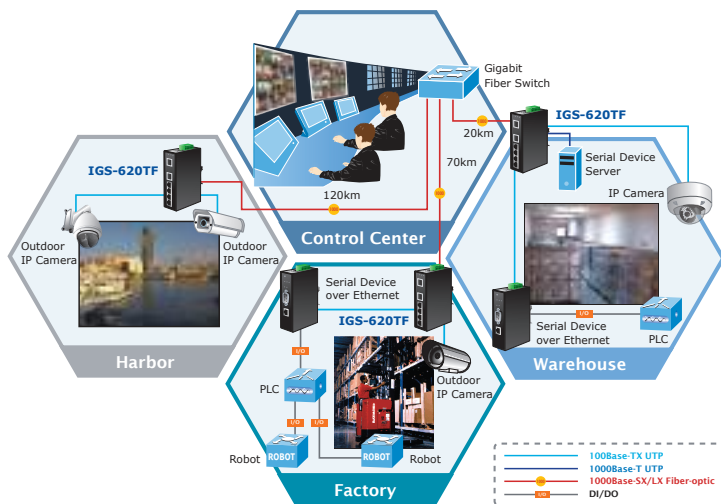 Gigabit
Fiber Switch
20km
IGS-620TF
70km
Serial Device
Server
IP Camera
IGS-620TF
120km
Outdoor
IP Camera
Outdoor
IP Camera
Control Center
Serial Device
over Ethernet
IGS-620TF
I/O
Serial Device
over Ethernet
PLC
Harbor
Warehouse
I/O
PLC
Outdoor
IP Camera
I/O
I/O
Robot
ROBOT
ROBOT
Robot
Factory
100Base-TX UTP
1000Base-T UTP
1000Base-SX/LX Fiber-optic
I/O
DI/DO